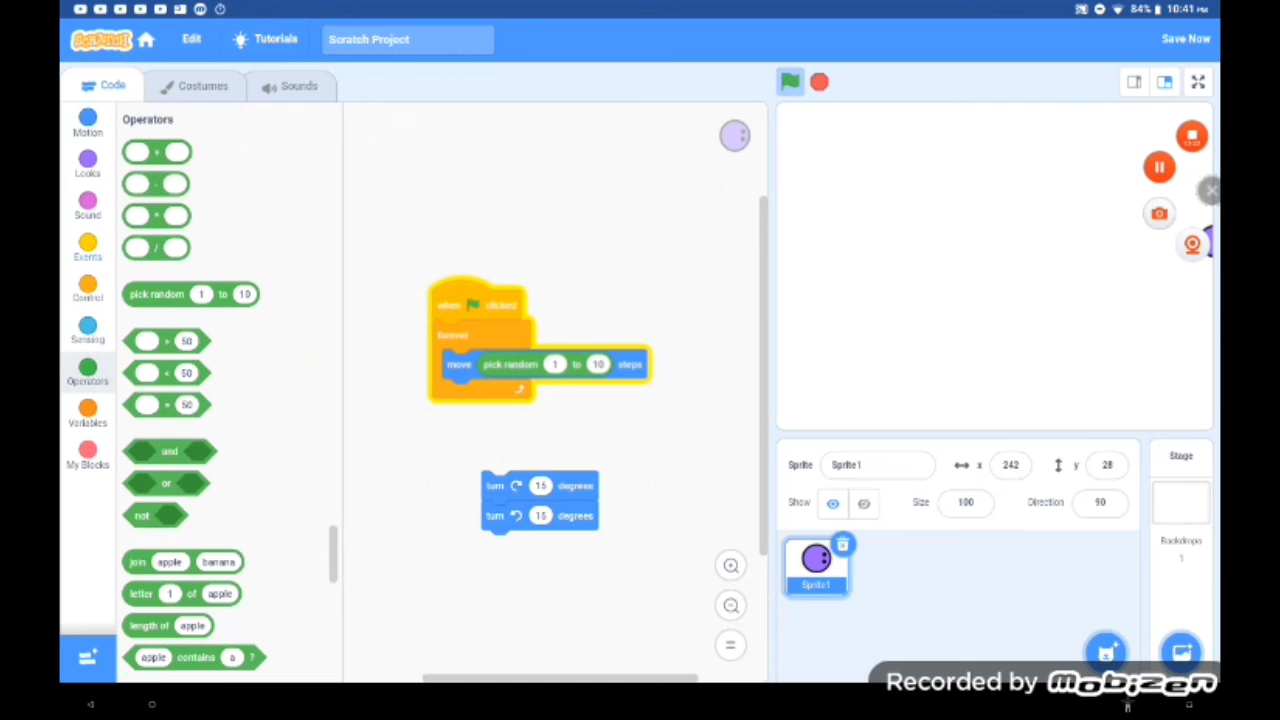 84% 10:41 PM
SCRATCH Edit Tutorials Scratch Project Save Now
Code Costumes Sounds
Motion
Looks
Sound
Events
Control
Sensing
Operators
Variables
My Blocks
Operators
+
-
*
/
pick random 1 to 10
> 50
< 50
= 50
and
or
not
join apple banana
letter 1 of apple
length of apple
apple contains a ?
when clicked
forever
move pick random 1 to 10 steps
turn 15 degrees
turn 15 degrees
Sprite Sprite1 x 242 y 28
Show Size 100 Direction 90
Sprite1
Stage
Backdrops
1
Recorded by mobizen